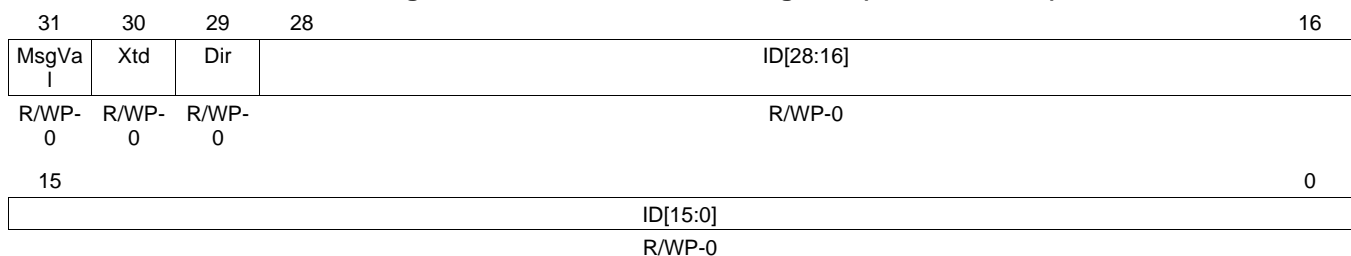 31 30 29 28 16
MsgVa
l Xtd Dir ID[28:16]
R/WP-
0 R/WP-
0 R/WP-
0 R/WP-0
15 0
ID[15:0]
R/WP-0